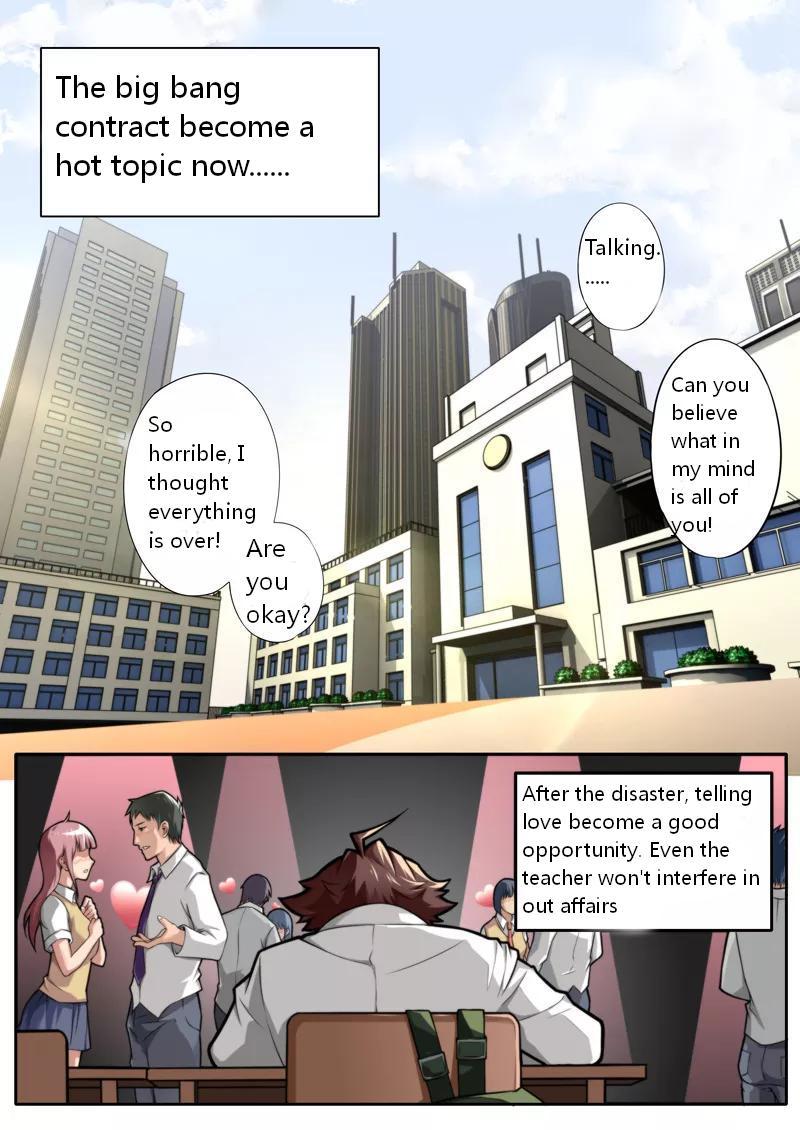 The big bang
contract become a
hot topic now......
Talking.
.....
Can you
believe
what in
my mind
is all of
you!
So
horrible, I
thought
everything
is over!
Are
you
okay?
After the disaster, telling
love become a good
opportunity. Even the
teacher won't interfere in
out affairs